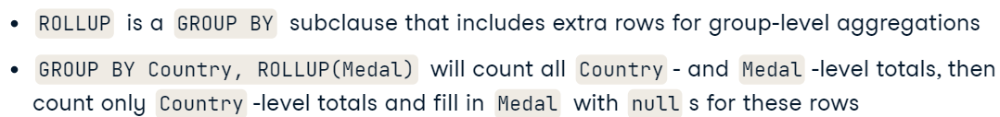 • ROLLUP is a GROUP BY subclause that includes extra rows for group-level aggregations
• GROUP BY Country, ROLLUP(Medal) will count all Country - and Medal -level totals, then
count only Country -level totals and fill in Medal with null s for these rows